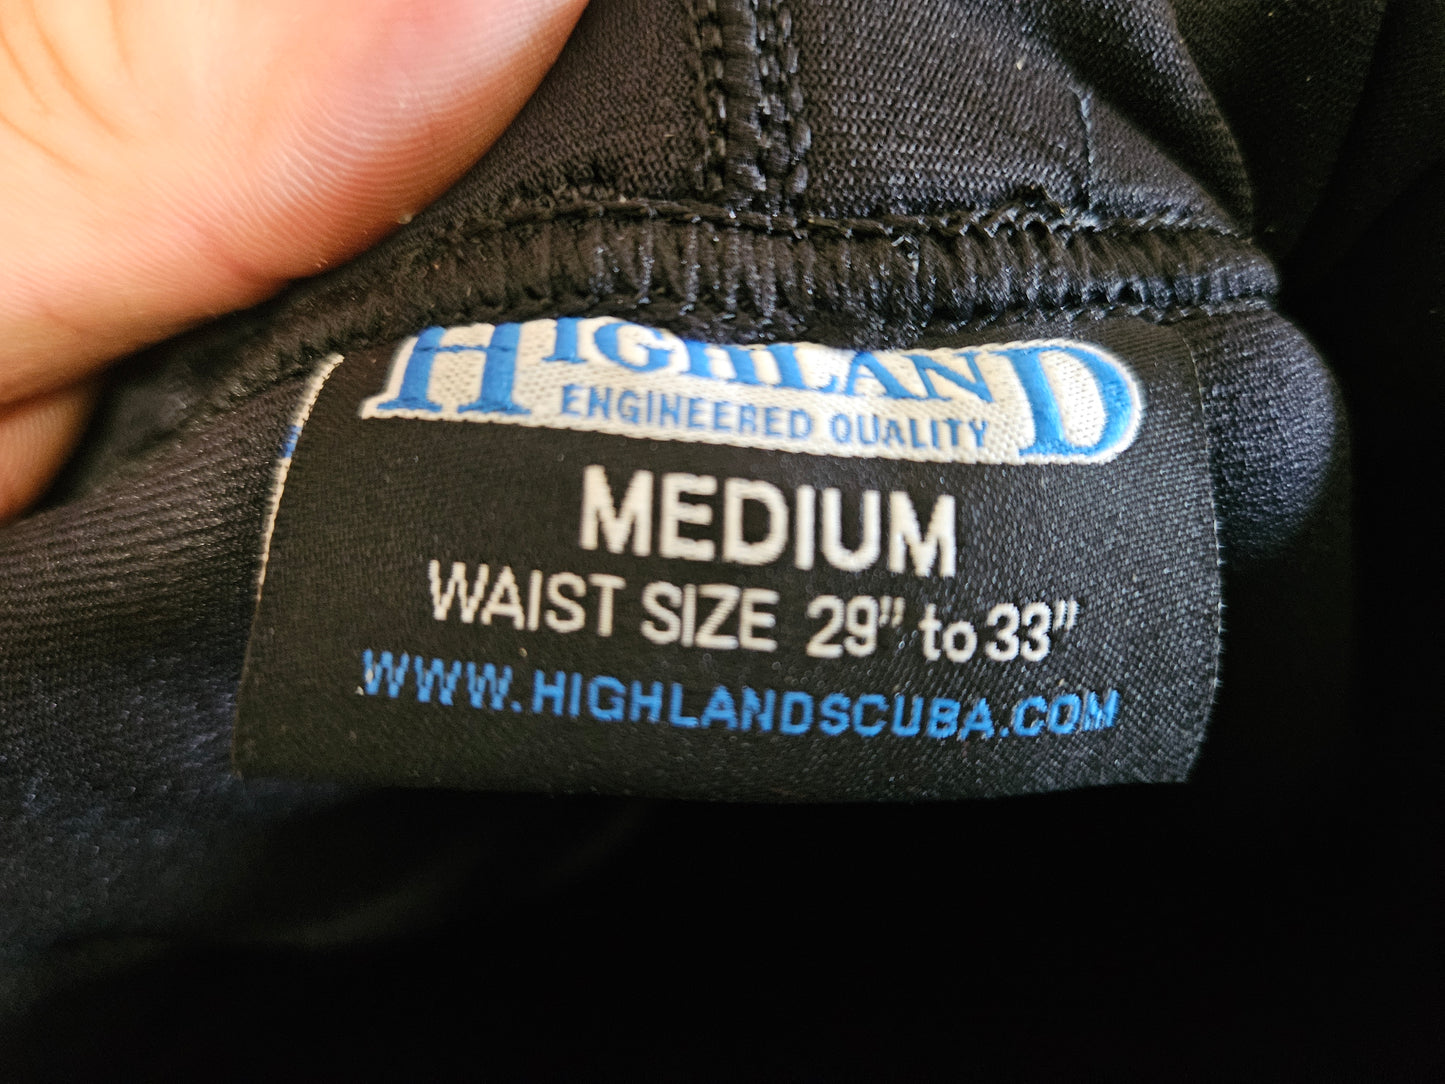 HIGHLAND
ENGINEERED QUALITY
MEDIUM
WAIST SIZE 29" to 33"
WWW.HIGHLANDSCUBA.COM